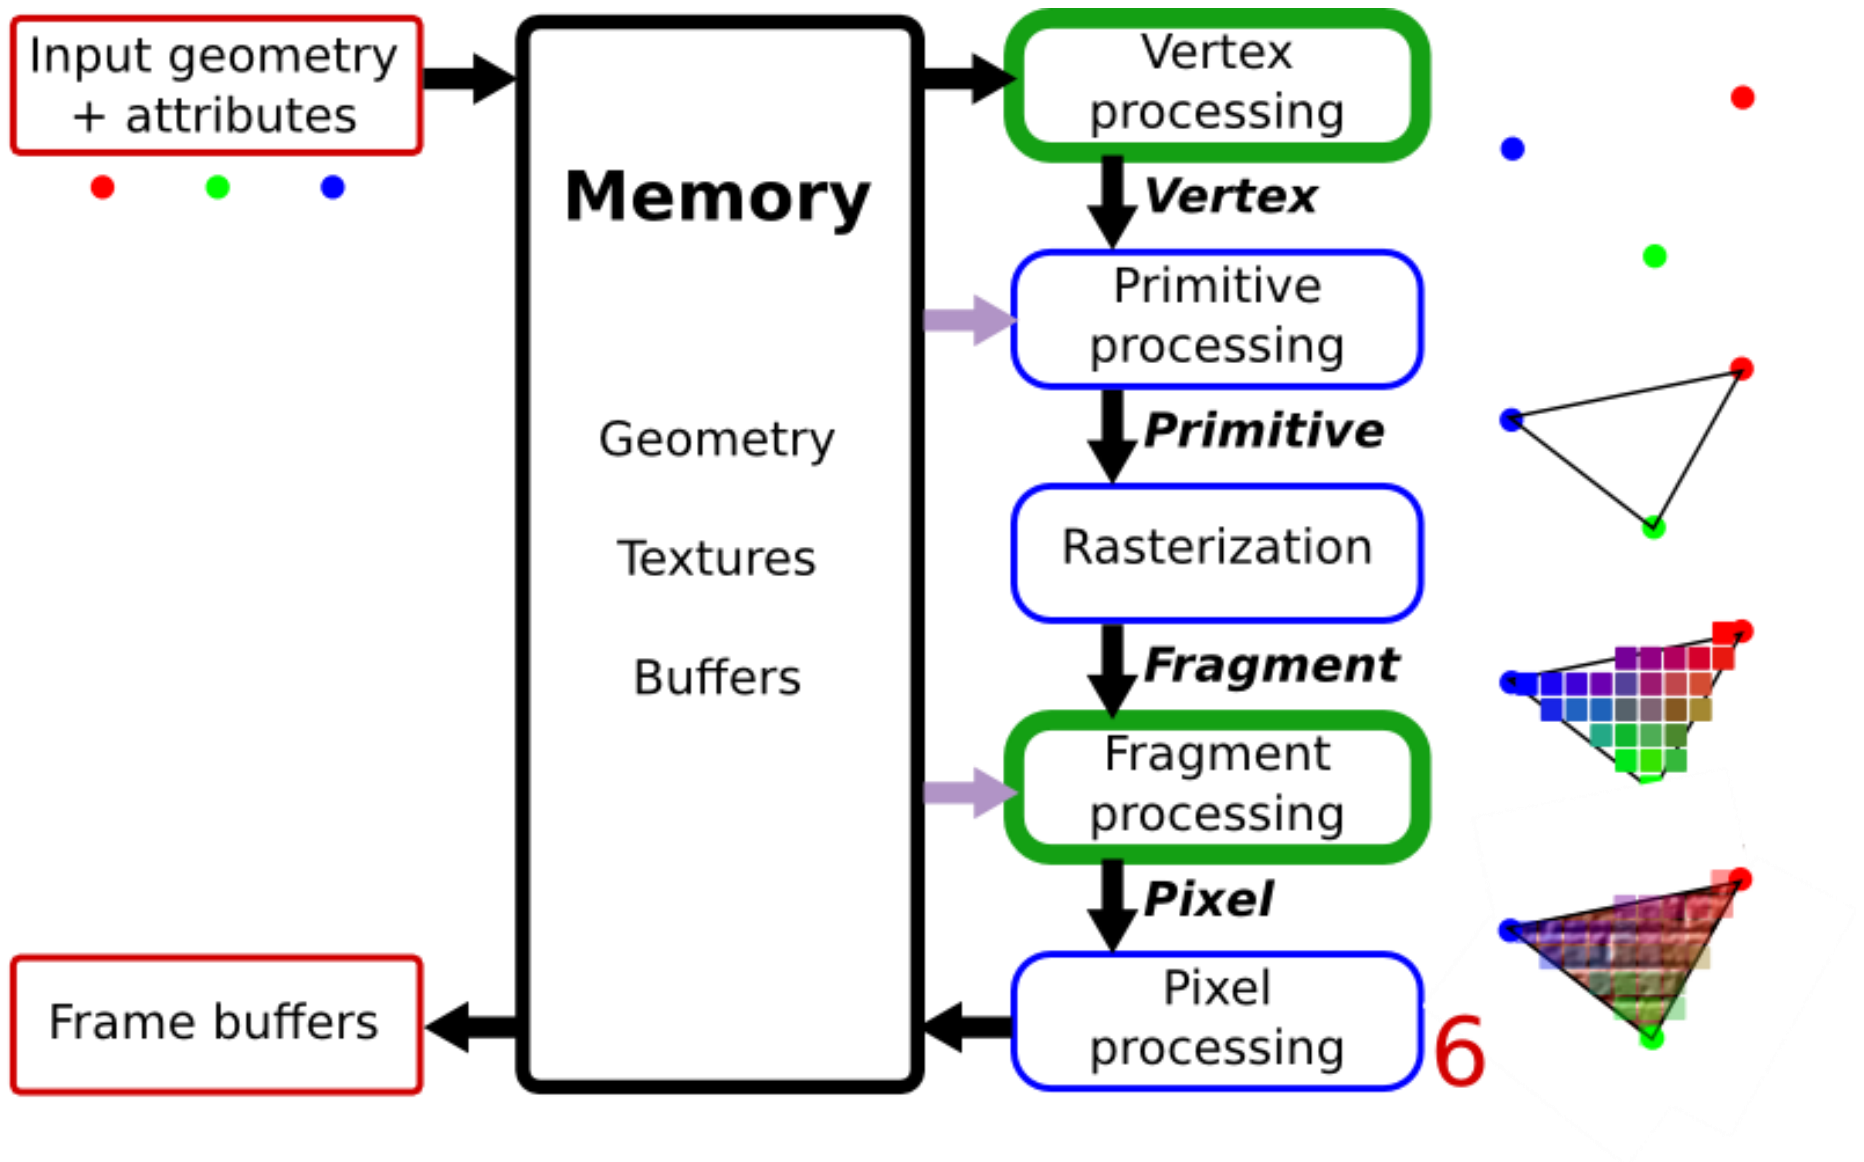 Input geometry
+ attributes
Memory
Geometry
Textures
Buffers
Vertex
processing
Vertex
Primitive
processing
Primitive
Rasterization
Fragment
Fragment
processing
Pixel
Pixel
processing
6
Frame buffers